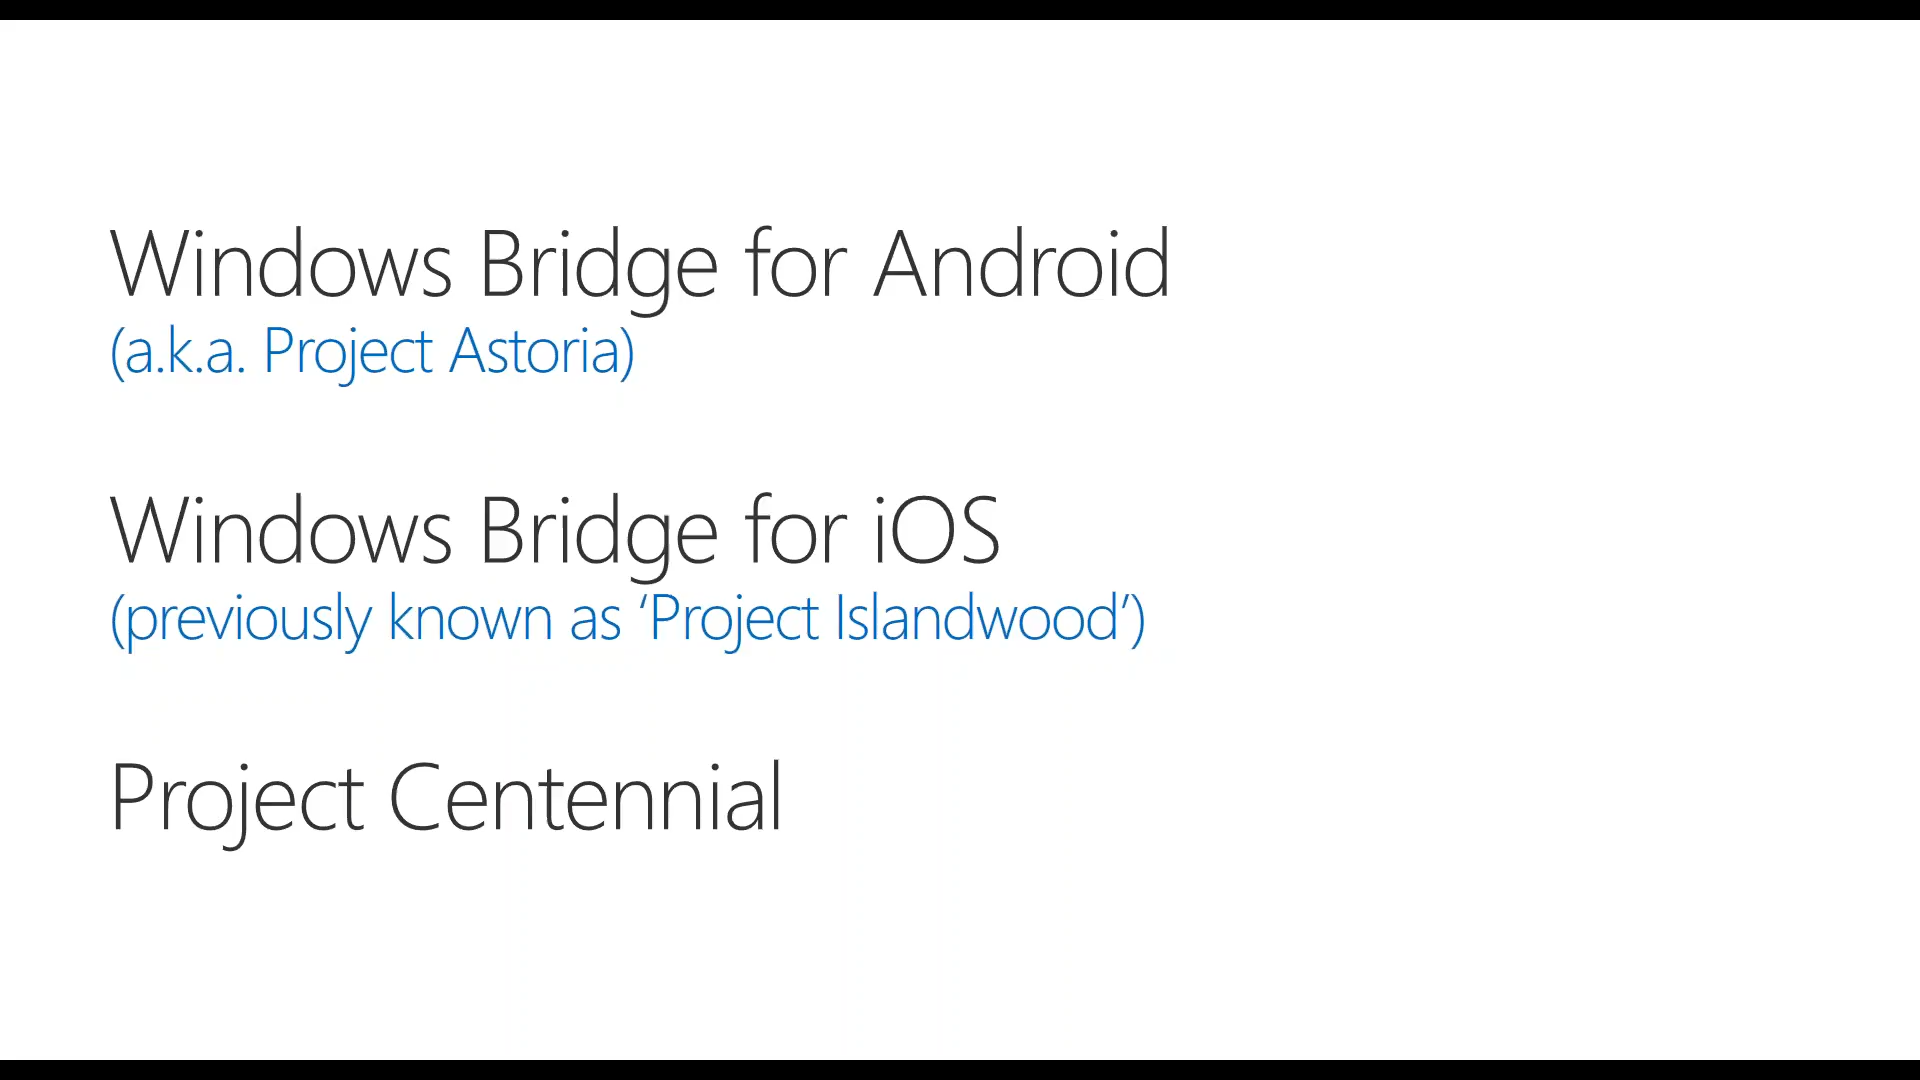 Windows Bridge for Android
(a.k.a. Project Astoria)
Windows Bridge for iOS
(previously known as ‘Project Islandwood’)
Project Centennial